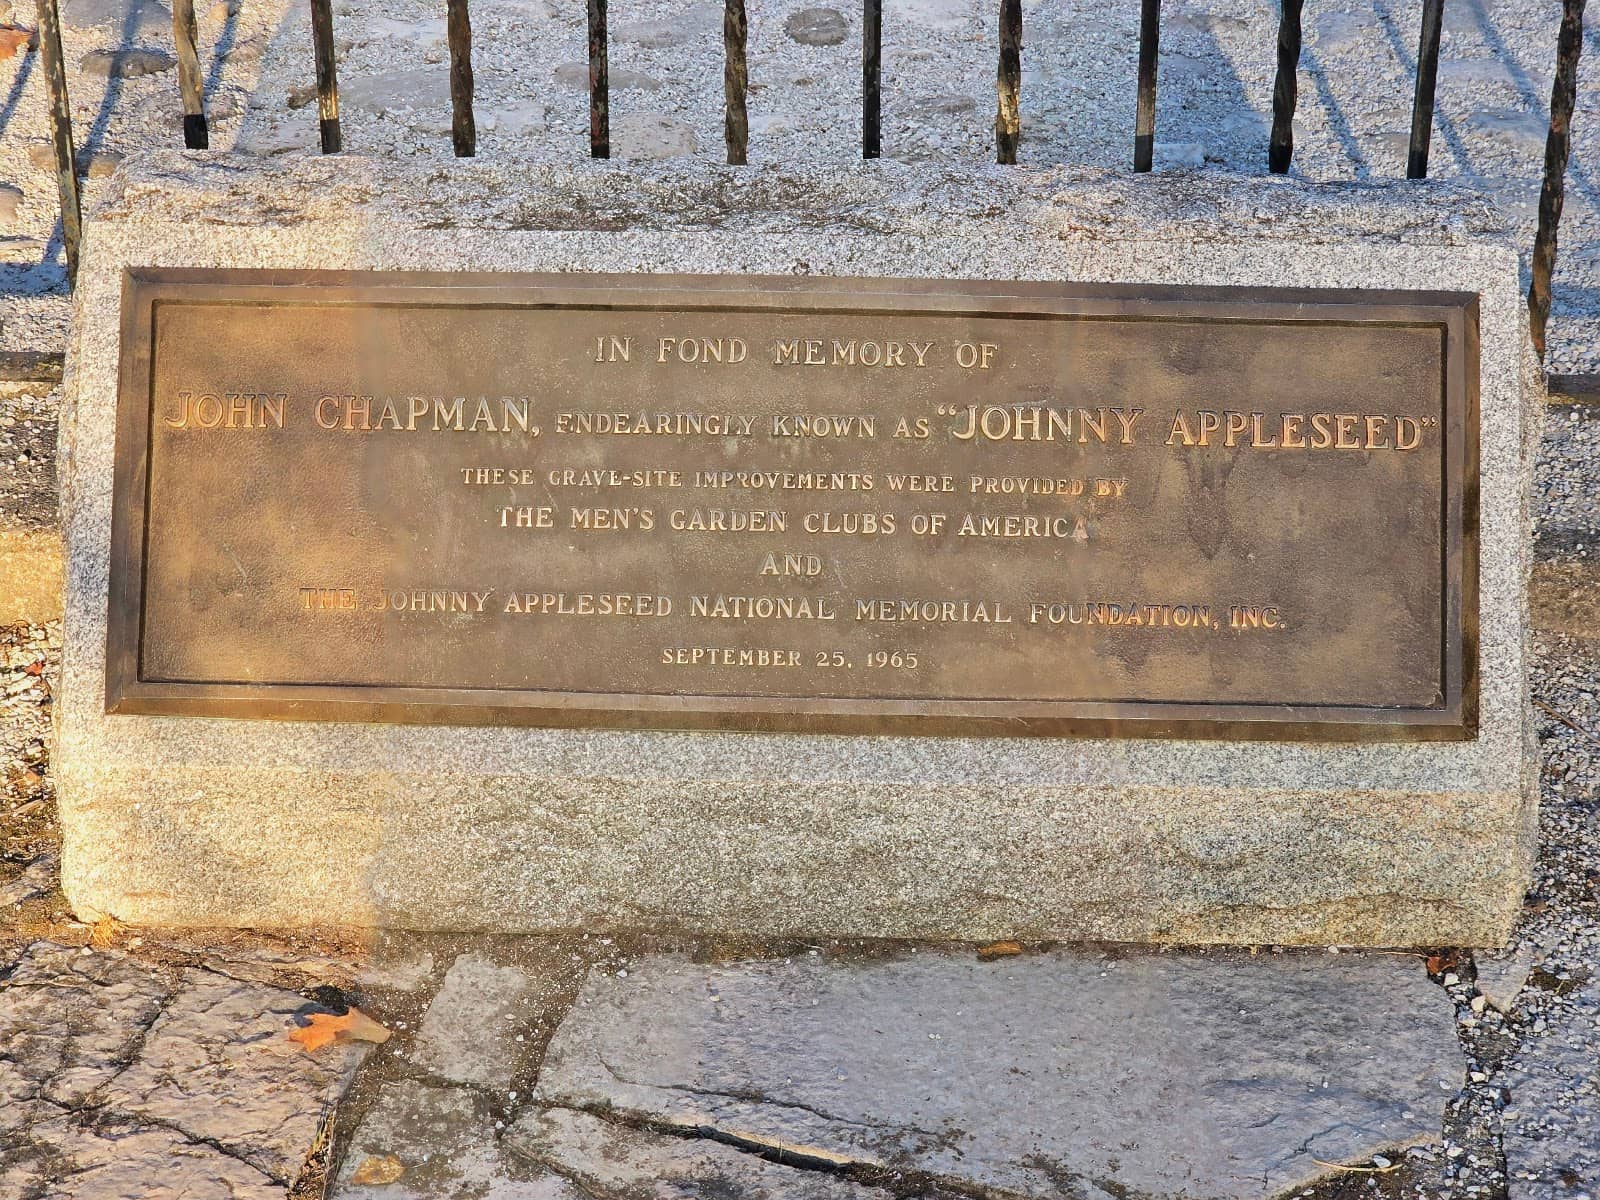 IN FOND MEMORY OF
JOHN CHAPMAN, ENDEARINGLY KNOWN AS "JOHNNY APPLESEED"
THESE GRAVE-SITE IMPROVEMENTS WERE PROVIDED BY
THE MEN'S GARDEN CLUBS OF AMERICA
AND
THE JOHNNY APPLESEED NATIONAL MEMORIAL FOUNDATION, INC.
SEPTEMBER 25, 1965